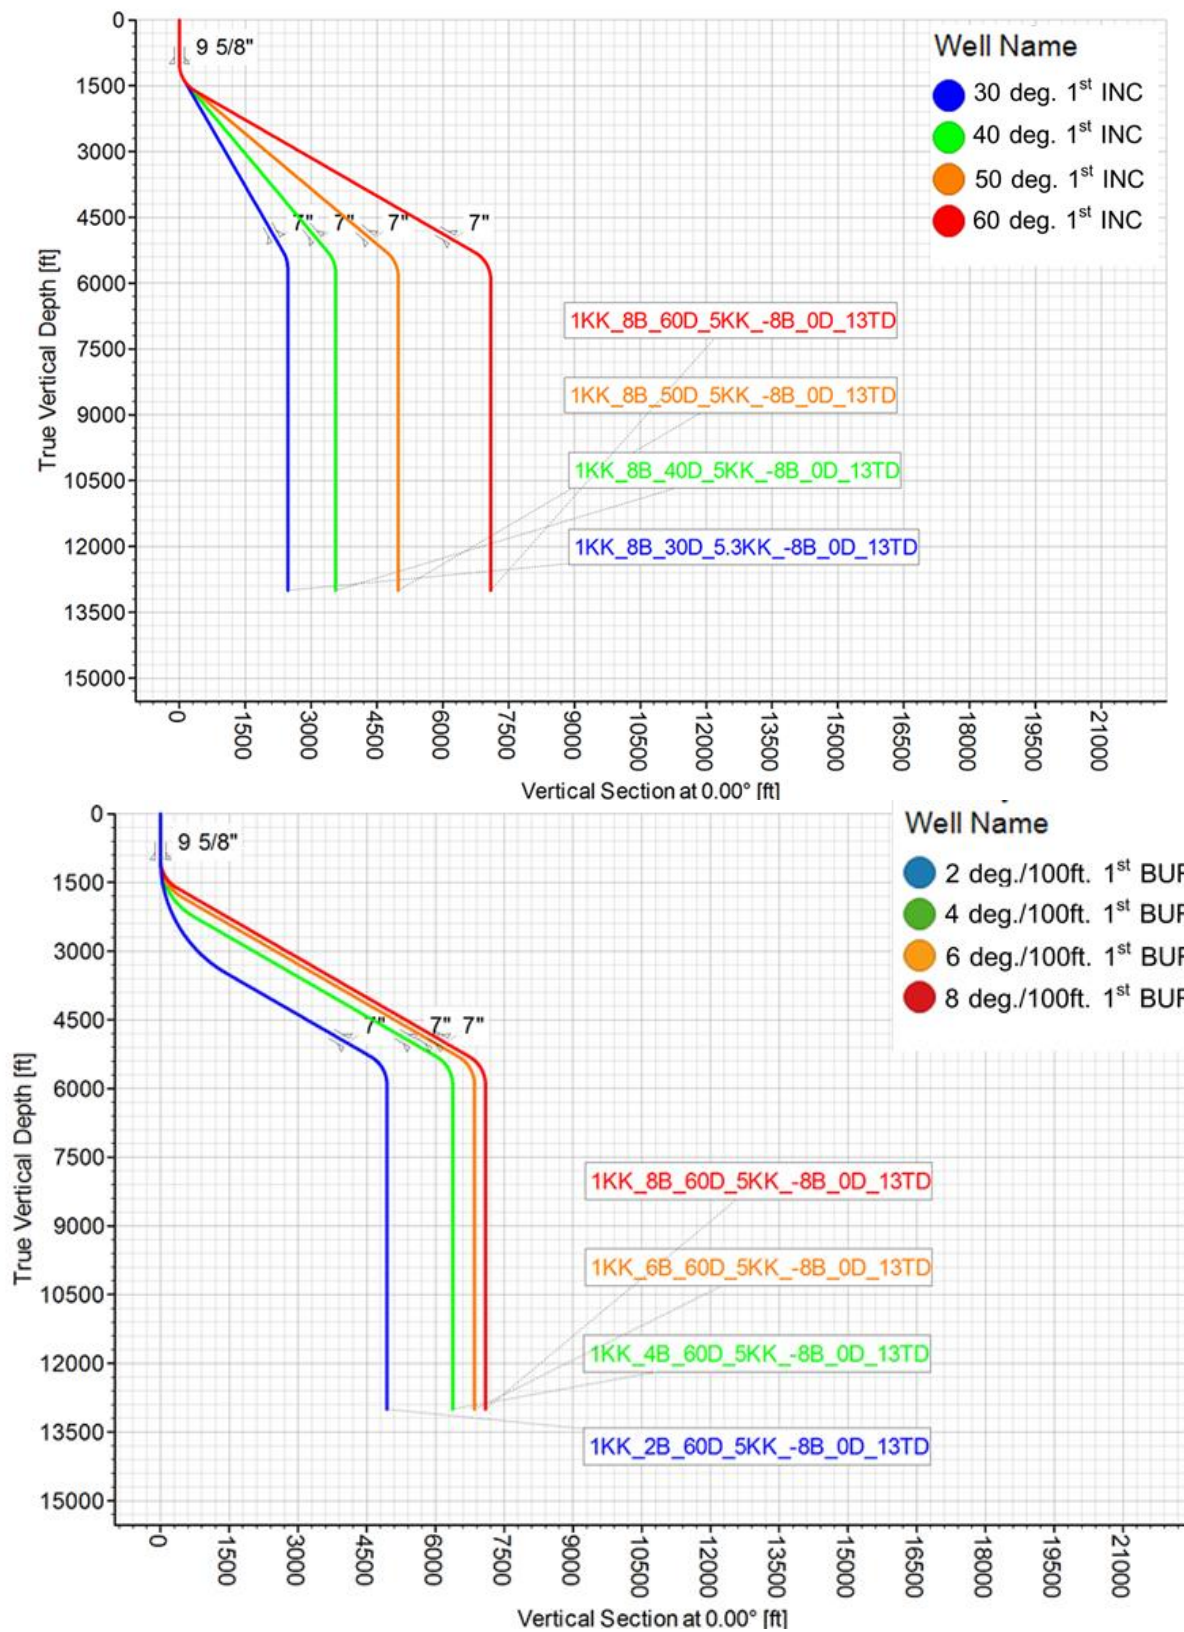 0
1500
3000
4500
6000
7500
9000
10500
12000
13500
15000
True Vertical Depth [ft]
9 5/8"
7"
7"
7"
7"
Well Name
30 deg. 1st INC
40 deg. 1st INC
50 deg. 1st INC
60 deg. 1st INC
1KK_8B_60D_5KK_-8B_0D_13TD
1KK_8B_50D_5KK_-8B_0D_13TD
1KK_8B_40D_5KK_-8B_0D_13TD
1KK_8B_30D_5.3KK_-8B_0D_13TD
0
1500
3000
4500
6000
7500
9000
10500
12000
13500
15000
16500
18000
19500
21000
Vertical Section at 0.00° [ft]
0
1500
3000
4500
6000
7500
9000
10500
12000
13500
15000
True Vertical Depth [ft]
9 5/8"
7"
7"
7"
Well Name
2 deg./100ft. 1st BUR
4 deg./100ft. 1st BUR
6 deg./100ft. 1st BUR
8 deg./100ft. 1st BUR
1KK_8B_60D_5KK_-8B_0D_13TD
1KK_6B_60D_5KK_-8B_0D_13TD
1KK_4B_60D_5KK_-8B_0D_13TD
1KK_2B_60D_5KK_-8B_0D_13TD
0
1500
3000
4500
6000
7500
9000
10500
12000
13500
15000
16500
18000
19500
21000
Vertical Section at 0.00° [ft]